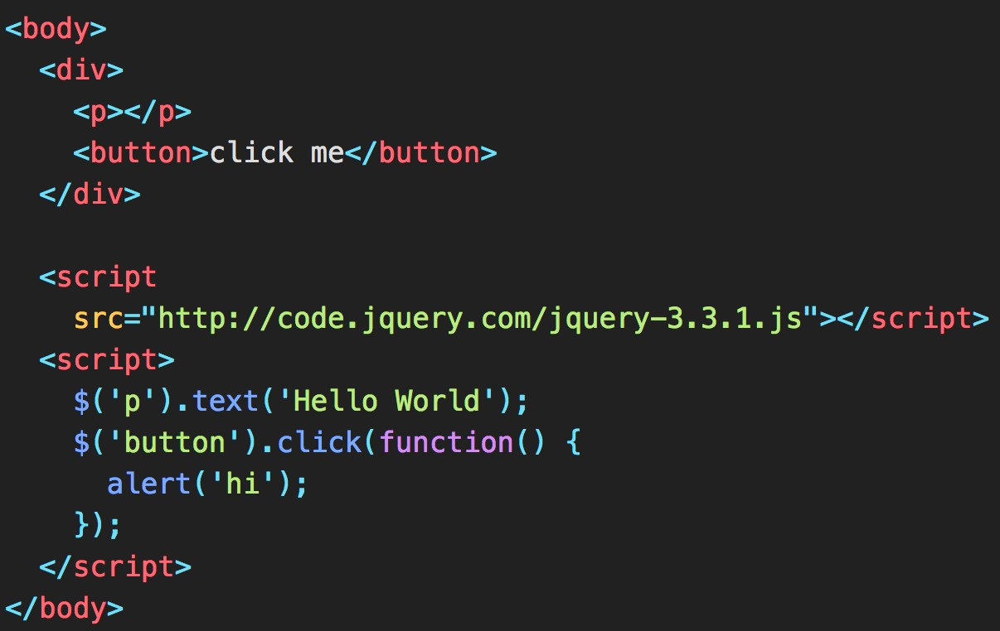 <body>
  <div>
    <p></p>
    <button>click me</button>
  </div>

  <script
    src="http://code.jquery.com/jquery-3.3.1.js"></script>
  <script>
    $('p').text('Hello World');
    $('button').click(function() {
      alert('hi');
    });
  </script>
</body>